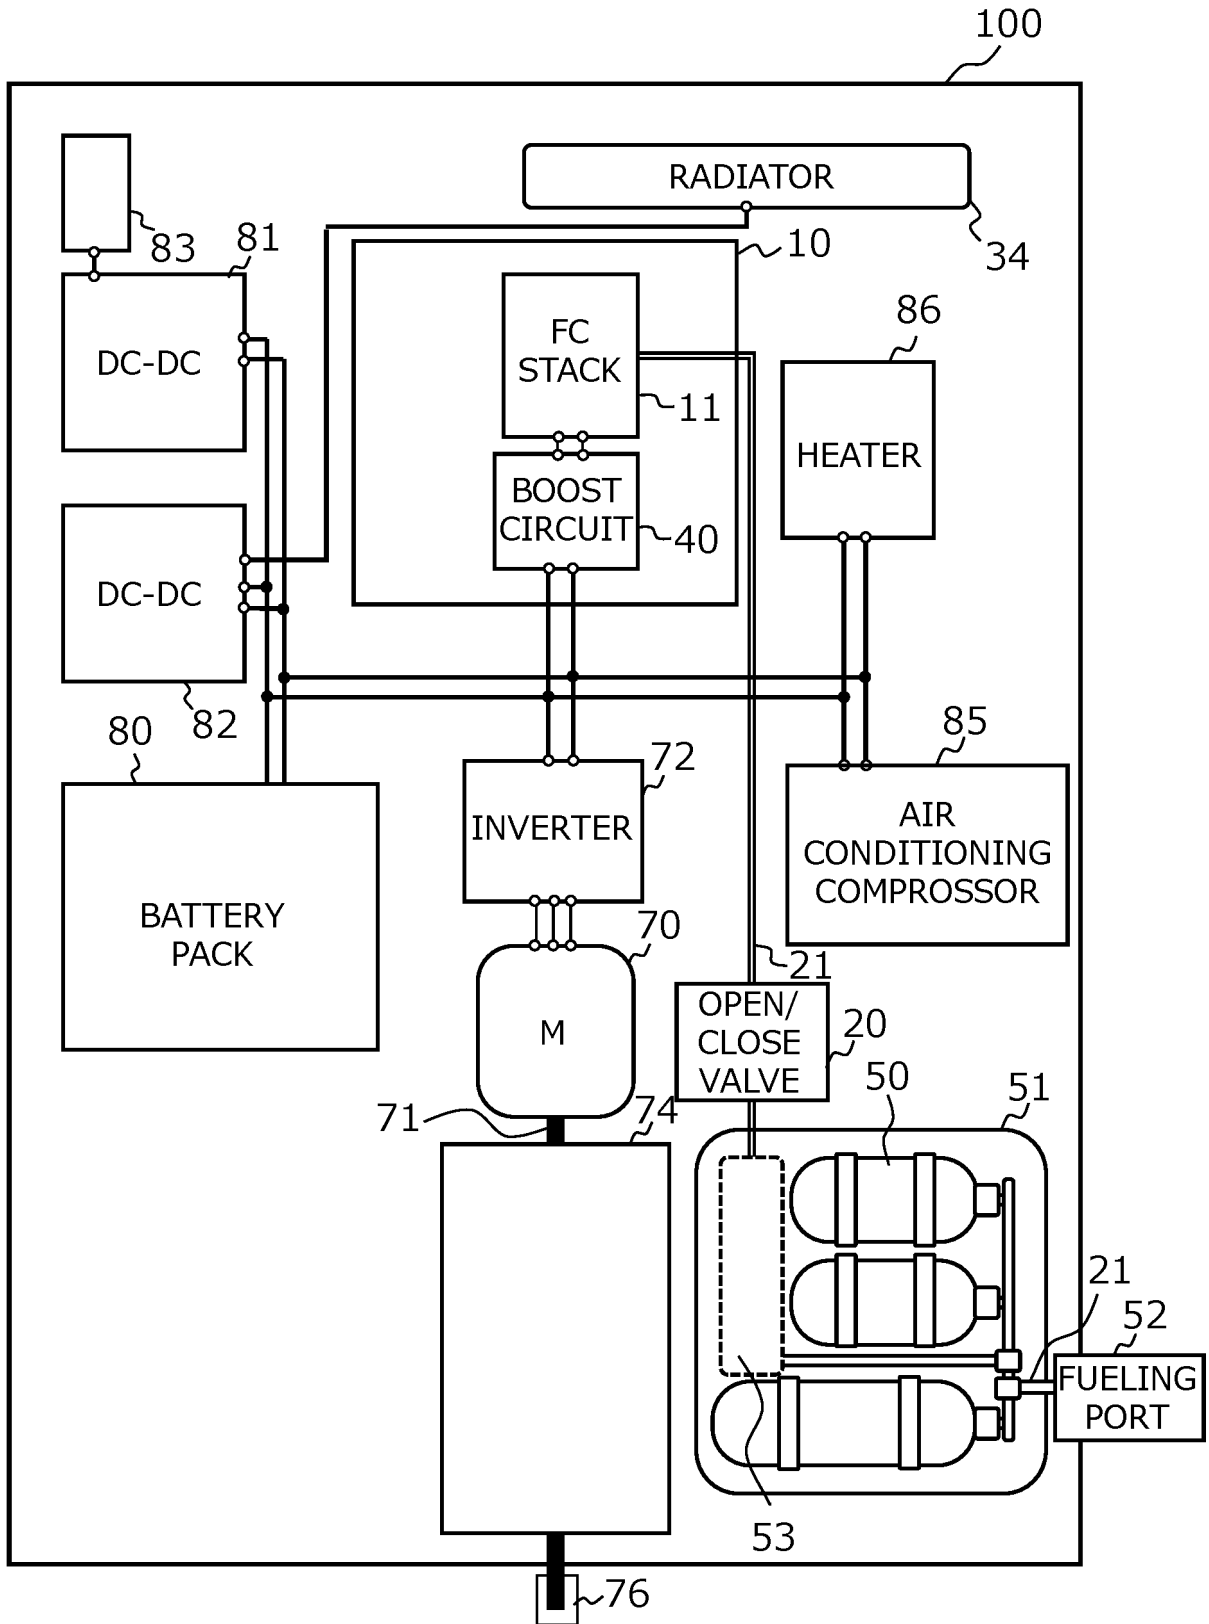 100
RADIATOR
83
81
10
34
FC
STACK
86
DC-DC
11
HEATER
BOOST
CIRCUIT
40
DC-DC
82
80
72
85
INVERTER
AIR
CONDITIONING
COMPROSSOR
BATTERY
PACK
70
21
OPEN/
CLOSE
VALVE
20
M
50
51
71
74
21
52
FUELING
PORT
53
76